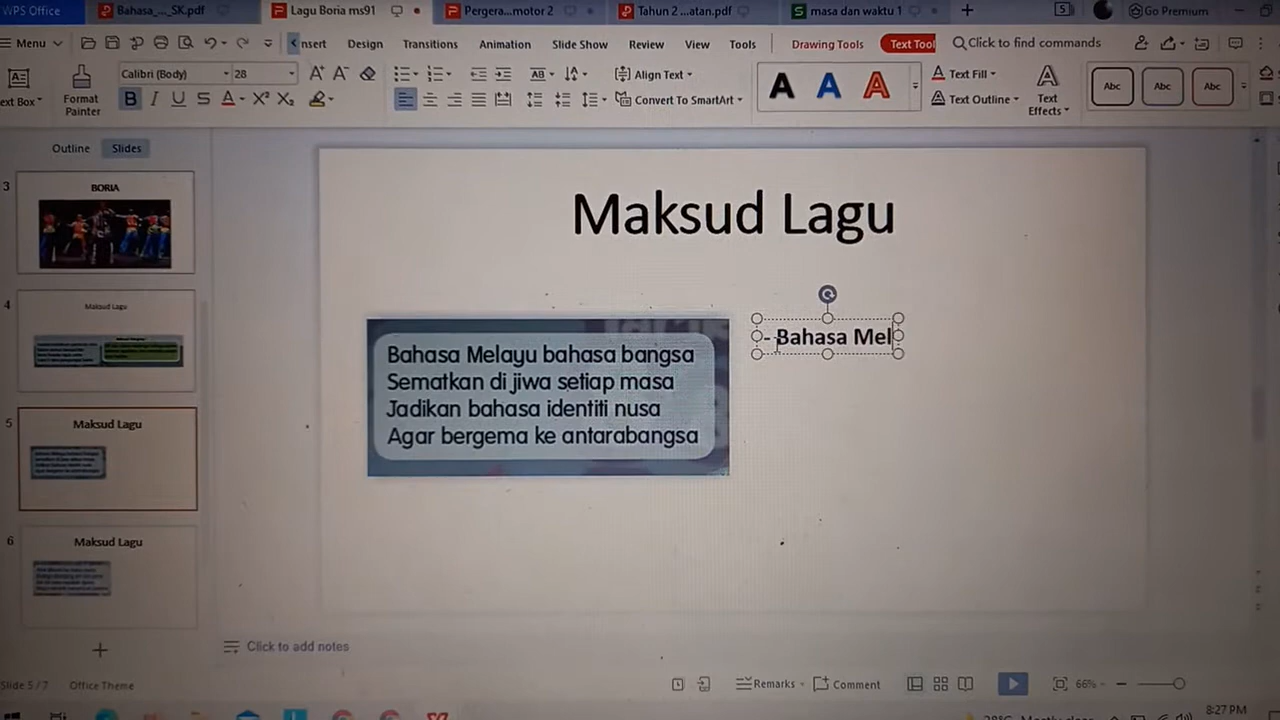 WPS Office
Bahasa_..._SK.pdf
Lagu Boria ms91
Pergera...motor 2
Tahun 2 ...atan.pdf
masa dan waktu 1
Go Premium
Menu
nsert
Design
Transitions
Animation
Slide Show
Review
View
Tools
Drawing Tools
Text Tool
Click to find commands
ext Box
Format
Painter
Calibri (Body)
28
B I U S A X² X₂
AB
Align Text
Convert To SmartArt
A A A
Text Fill
Text Outline
Text
Effects
Abc
Abc
Abc
Outline
Slides
3
BORIA
4
Maksud Lagu
5
Maksud Lagu
6
Maksud Lagu
Maksud Lagu
Bahasa Melayu bahasa bangsa
Sematkan di jiwa setiap masa
Jadikan bahasa identiti nusa
Agar bergema ke antarabangsa
- Bahasa Mel
Click to add notes
Slide 5 / 7
Office Theme
Remarks
Comment
66%
8:27 PM